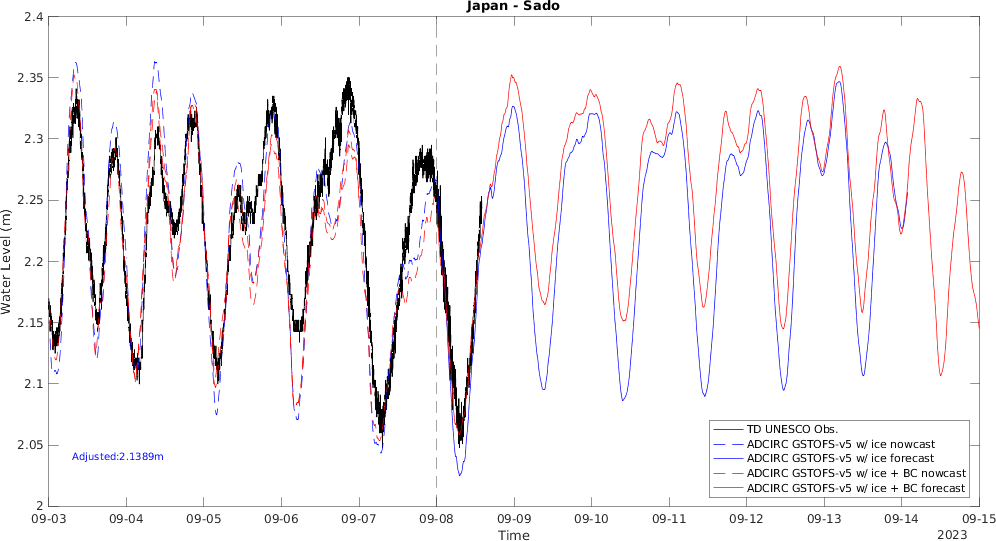 Japan - Sado
2.4
2.35
2.3
2.25
2.2
2.15
2.1
2.05
2
Water Level (m)
Adjusted:2.1389m
TD UNESCO Obs.
ADCIRC GSTOFS-v5 w/ ice nowcast
ADCIRC GSTOFS-v5 w/ ice forecast
ADCIRC GSTOFS-v5 w/ ice + BC nowcast
ADCIRC GSTOFS-v5 w/ ice + BC forecast
09-03 09-04 09-05 09-06 09-07 09-08 09-09 09-10 09-11 09-12 09-13 09-14 09-15
Time
2023